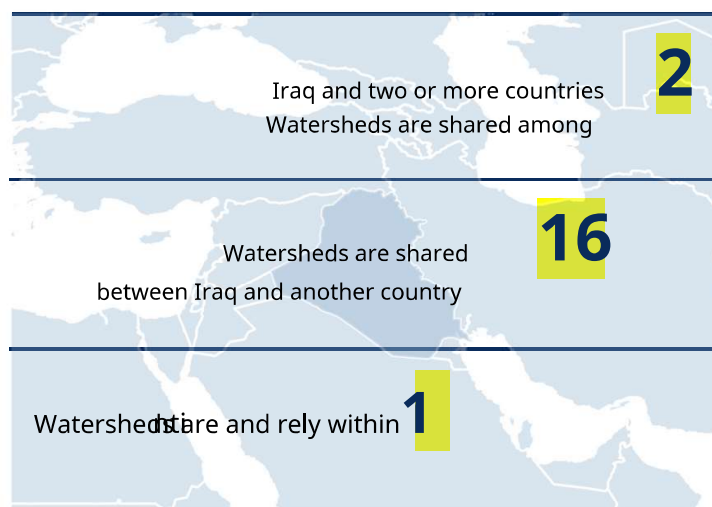 2
Iraq and two or more countries
Watersheds are shared among
16
Watersheds are shared
between Iraq and another country
1
are and rely within